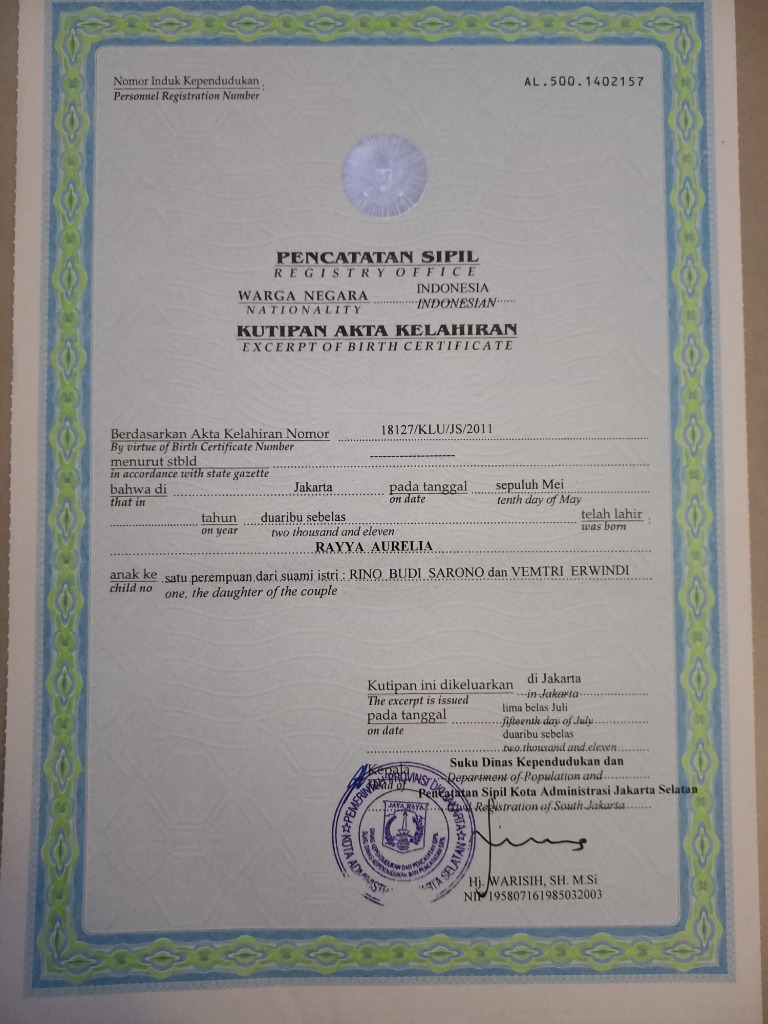 Nomor Induk Kependudukan :
Personnel Registration Number
AL.500.1402157
PENCATATAN SIPIL
REGISTRY OFFICE
WARGA NEGARA INDONESIA
NATIONALITY INDONESIAN
KUTIPAN AKTA KELAHIRAN
EXCERPT OF BIRTH CERTIFICATE
Berdasarkan Akta Kelahiran Nomor 18127/KLU/JS/2011
By virtue of Birth Certificate Number
menurut stbld --------------------
in accordance with state gazette
bahwa di Jakarta pada tanggal sepuluh Mei
that in on date tenth day of May
tahun duaribu sebelas telah lahir :
on year two thousand and eleven was born
RAYYA AURELIA
anak ke satu perempuan dari suami istri : RINO BUDI SARONO dan VEMTRI ERWINDI
child no one, the daughter of the couple
Kutipan ini dikeluarkan di Jakarta
The excerpt is issued in Jakarta
pada tanggal lima belas Juli
on date fifteenth day of July
duaribu sebelas
two thousand and eleven
Kepala Suku Dinas Kependudukan dan
Head of Department of Population and
Pencatatan Sipil Kota Administrasi Jakarta Selatan
Civil Registration of South Jakarta
PEMERINTAH PROVINSI DKI JAKARTA
JAYA RAYA
Hj. WARISIH, SH. M.Si
NIP 195807161985032003